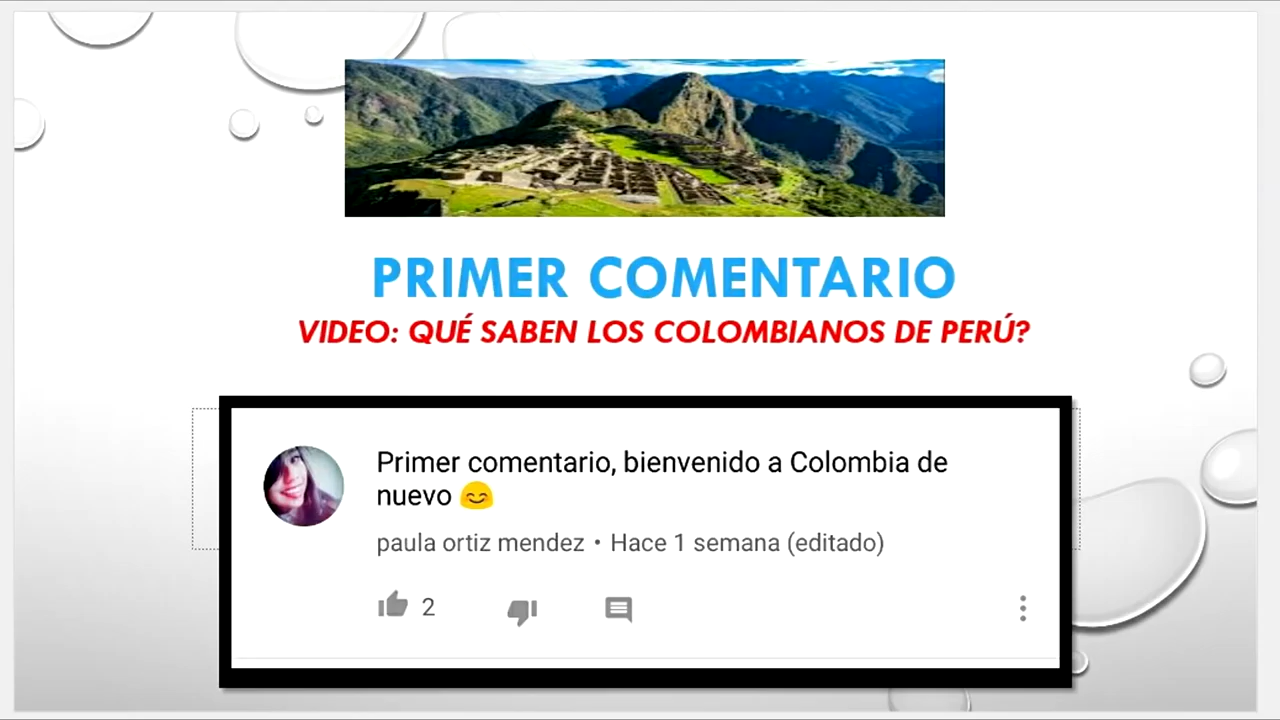 PRIMER COMENTARIO
VIDEO: QUÉ SABEN LOS COLOMBIANOS DE PERÚ?
Primer comentario, bienvenido a Colombia de
nuevo 😊
paula ortiz mendez • Hace 1 semana (editado)
2